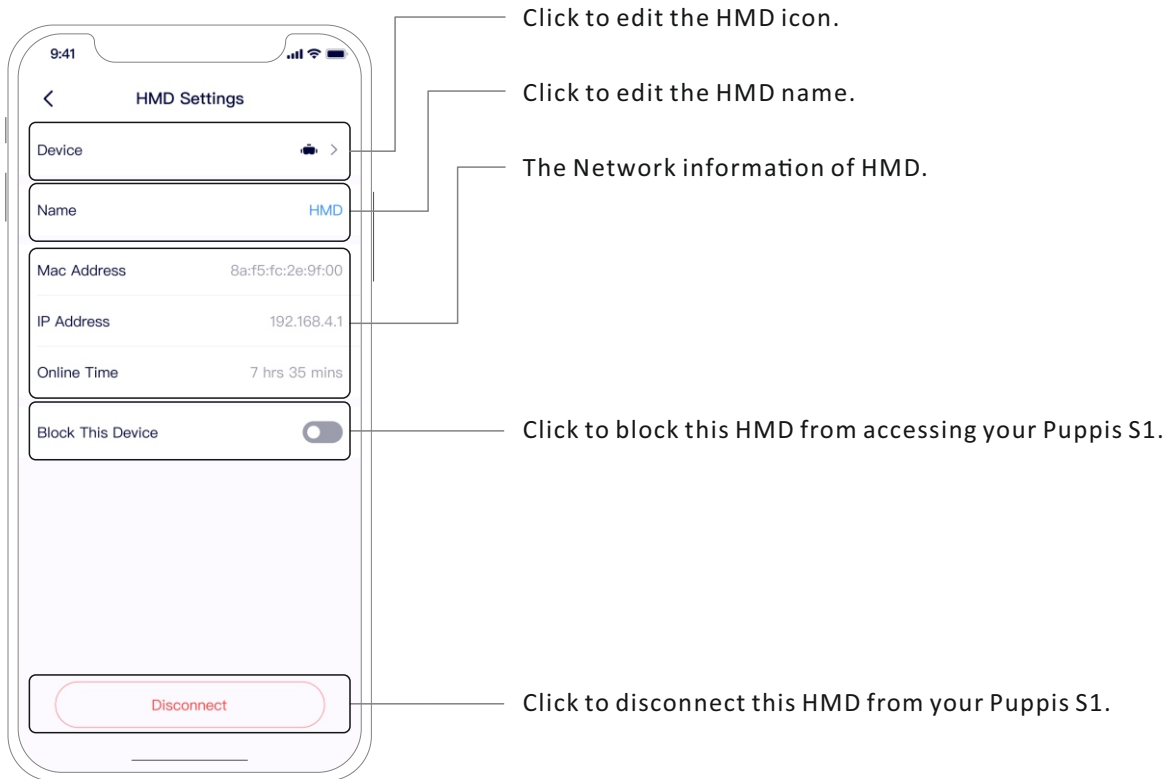 Click to edit the HMD icon.
9:41
HMD Settings
Click to edit the HMD name.
Device
The Network information of HMD.
Name HMD
Mac Address 8a:f5:fc:2e:9f:00
IP Address 192.168.4.1
Online Time 7 hrs 35 mins
Block This Device
Click to block this HMD from accessing your Puppis S1.
Disconnect
Click to disconnect this HMD from your Puppis S1.